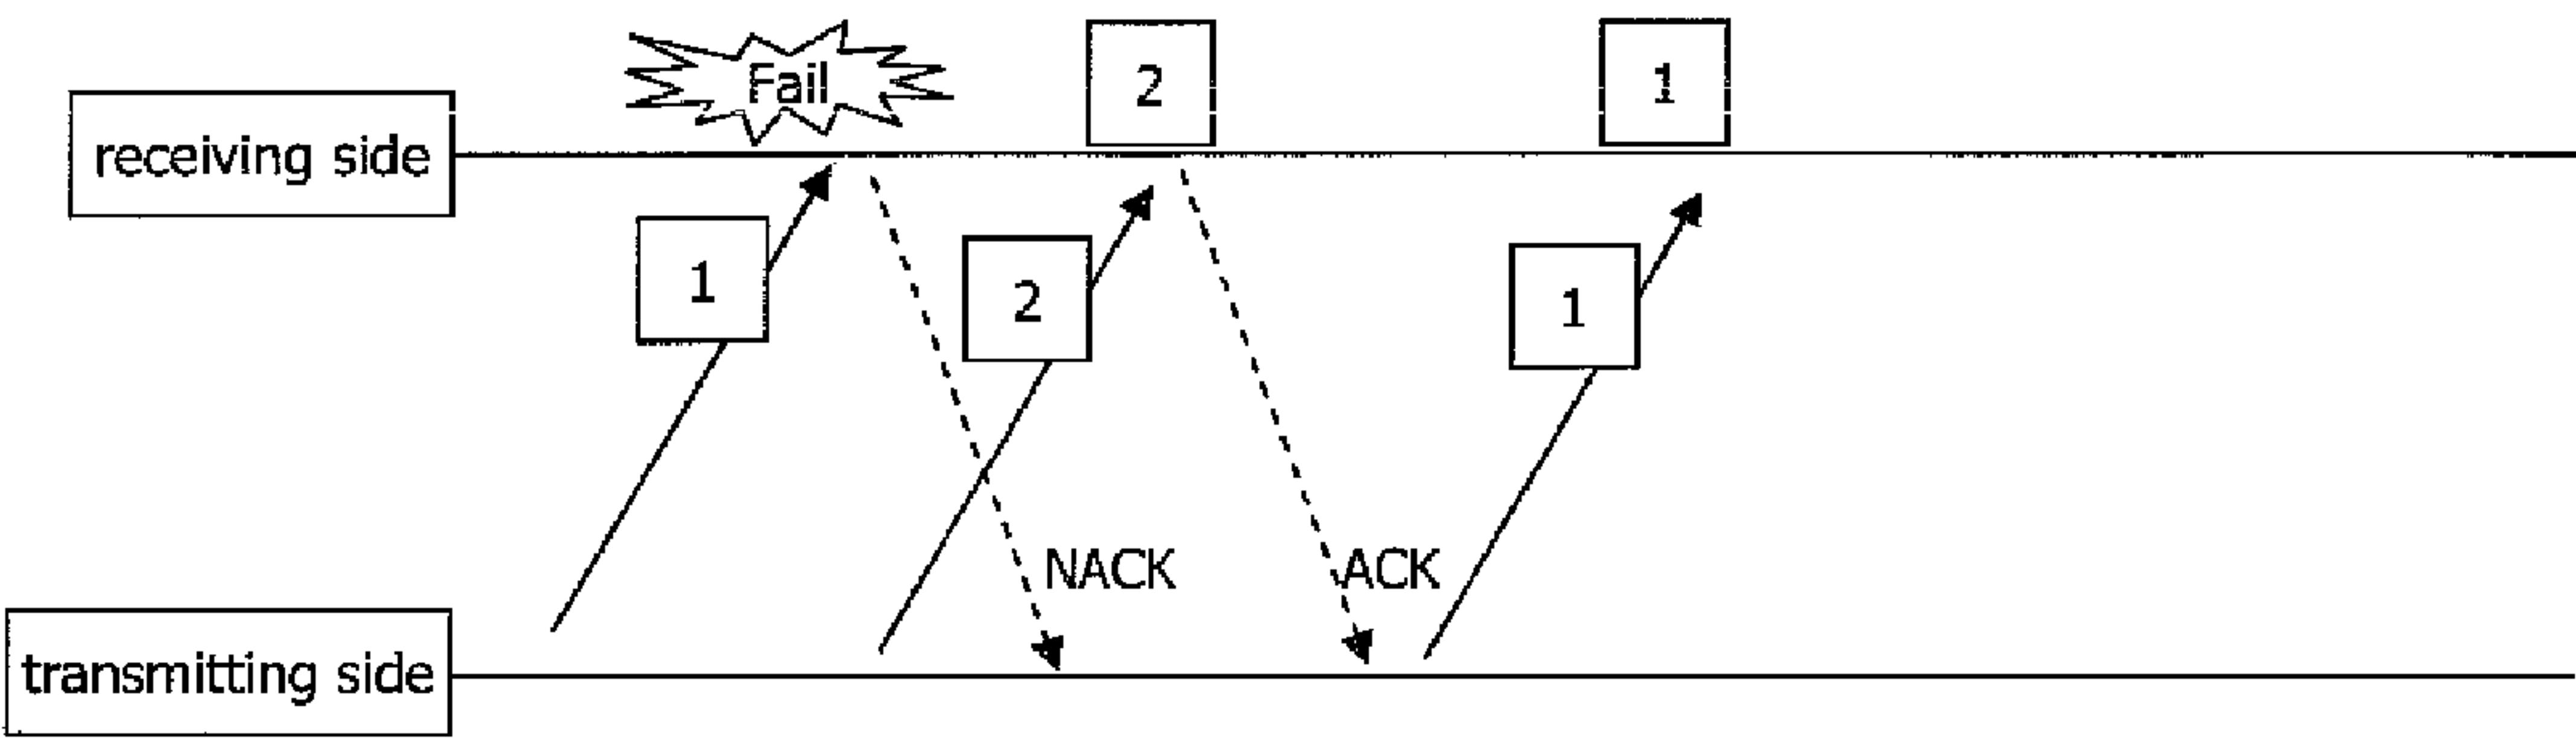 Fail
2
1
receiving side
1
2
1
NACK
ACK
transmitting side